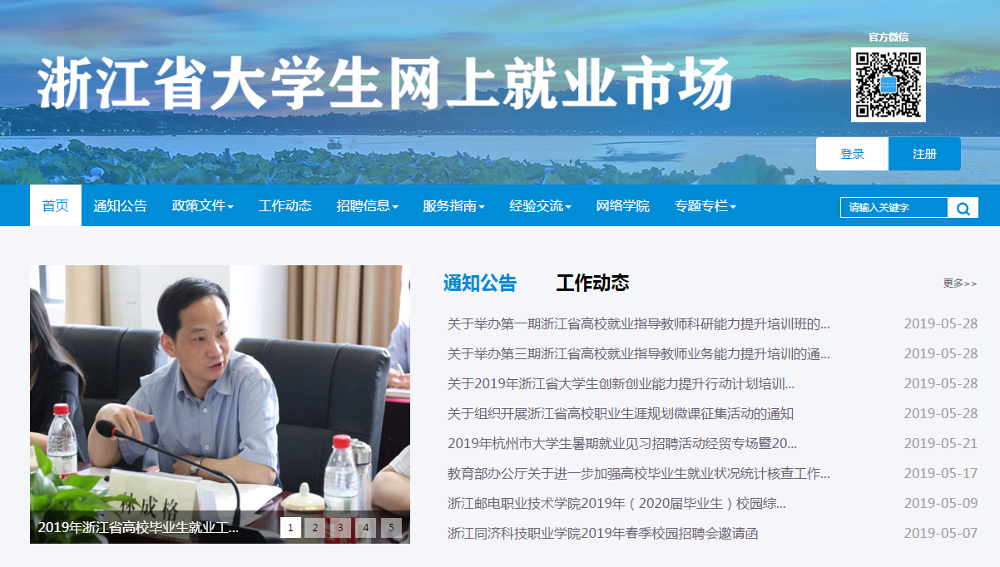 官方微信
浙江省大学生网上就业市场
登录 注册
首页 通知公告 政策文件 工作动态 招聘信息 服务指南 经验交流 网络学院 专题专栏 请输入关键字
通知公告 工作动态 更多>>
关于举办第一期浙江省高校就业指导教师科研能力提升培训班的... 2019-05-28
关于举办第三期浙江省高校就业指导教师业务能力提升培训的通... 2019-05-28
关于2019年浙江省大学生创新创业能力提升行动计划培训... 2019-05-28
关于组织开展浙江省高校职业生涯规划微课征集活动的通知 2019-05-28
2019年杭州市大学生暑期就业见习招聘活动经贸专场暨20... 2019-05-21
教育部办公厅关于进一步加强高校毕业生就业状况统计核查工作... 2019-05-17
浙江邮电职业技术学院2019年（2020届毕业生）校园综... 2019-05-09
浙江同济科技职业学院2019年春季校园招聘会邀请函 2019-05-07
林成格
2019年浙江省高校毕业生就业工... 1 2 3 4 5